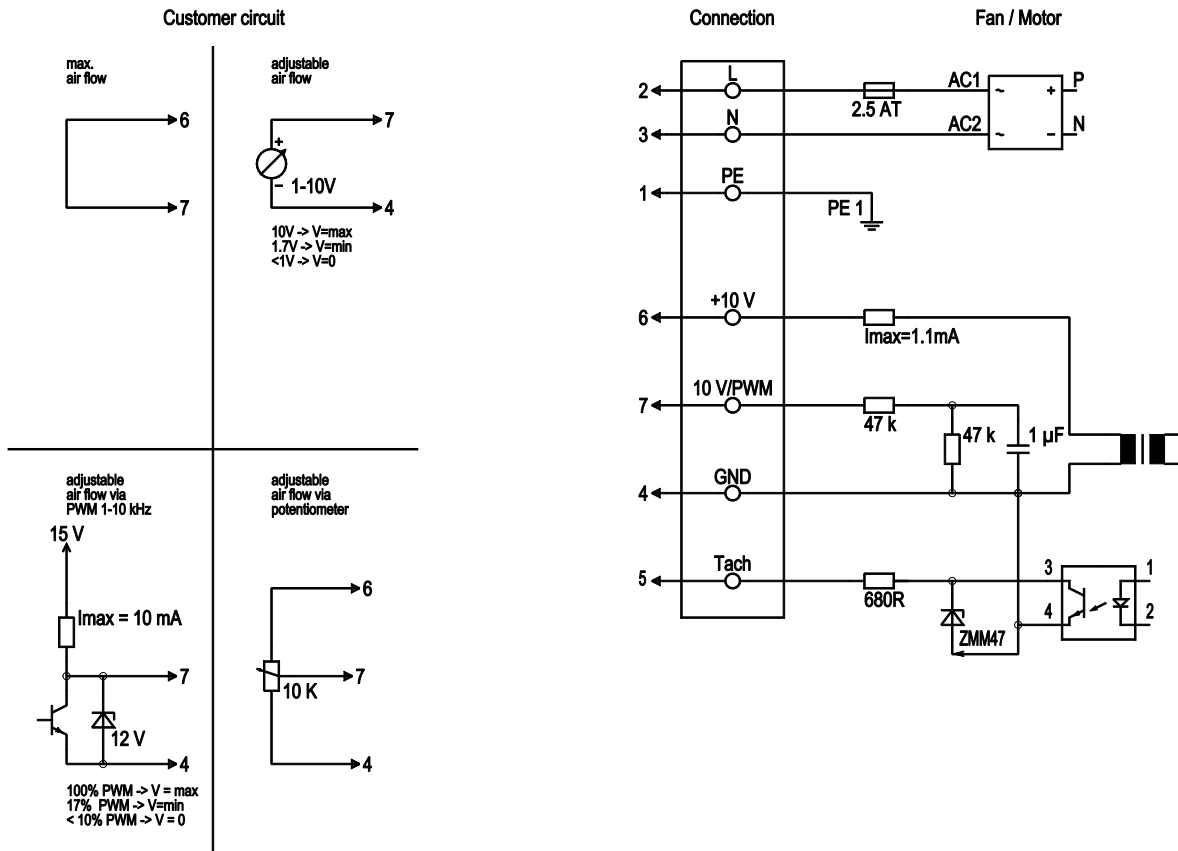 Customer circuit
max.
air flow
6
7
adjustable
air flow
7
+
−
1-10V
4
10V -> V=max
1.7V -> V=min
<1V -> V=0
adjustable
air flow via
PWM 1-10 kHz
15 V
Imax = 10 mA
7
12 V
4
100% PWM -> V = max
17% PWM -> V=min
< 10% PWM -> V = 0
adjustable
air flow via
potentiometer
6
7
10 K
4
Connection
Fan / Motor
2
L
2.5 AT
AC1
~
+
P
3
N
AC2
~
−
N
1
PE
PE 1
6
+10 V
Imax=1.1mA
7
10 V/PWM
47 k
47 k
1 µF
4
GND
5
Tach
680R
ZMM47
3
4
1
2